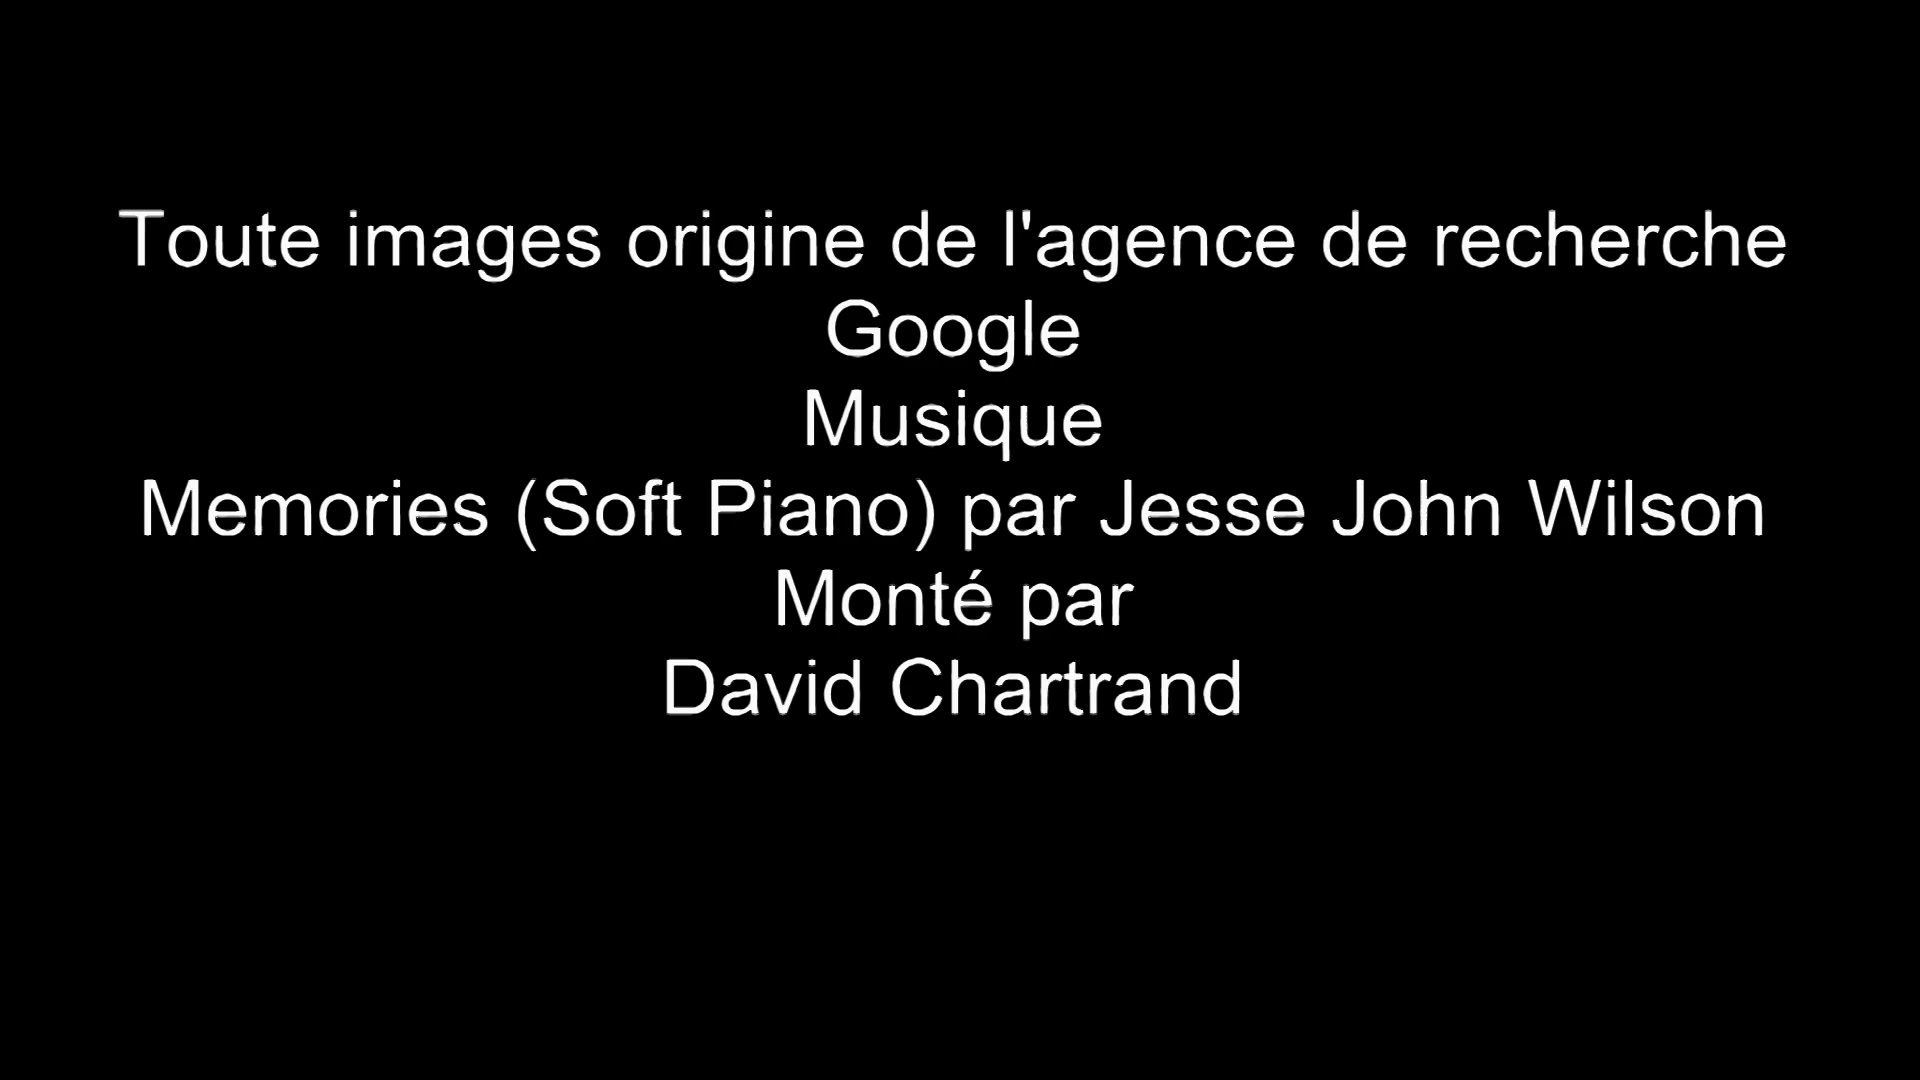 Toute images origine de l'agence de recherche
Google
Musique
Memories (Soft Piano) par Jesse John Wilson
Monté par
David Chartrand